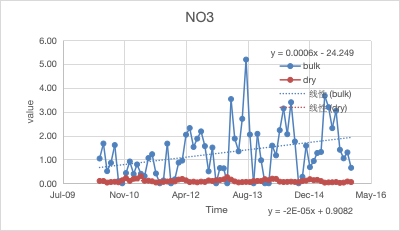 NO3
6.00
5.00
4.00
3.00
2.00
1.00
0.00
value
y = 0.0006x - 24.249
bulk
dry
线性 (bulk)
线性 (dry)
Jul-09 Nov-10 Apr-12 Aug-13 Dec-14 May-16
Time
y = -2E-05x + 0.9082